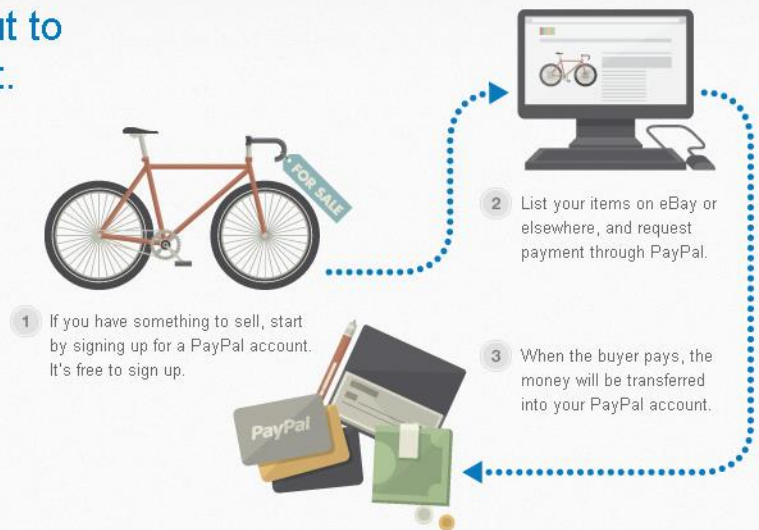 to
FOR SALE
1 If you have something to sell, start
by signing up for a PayPal account.
It's free to sign up.
2 List your items on eBay or
elsewhere, and request
payment through PayPal.
3 When the buyer pays, the
money will be transferred
into your PayPal account.
PayPal